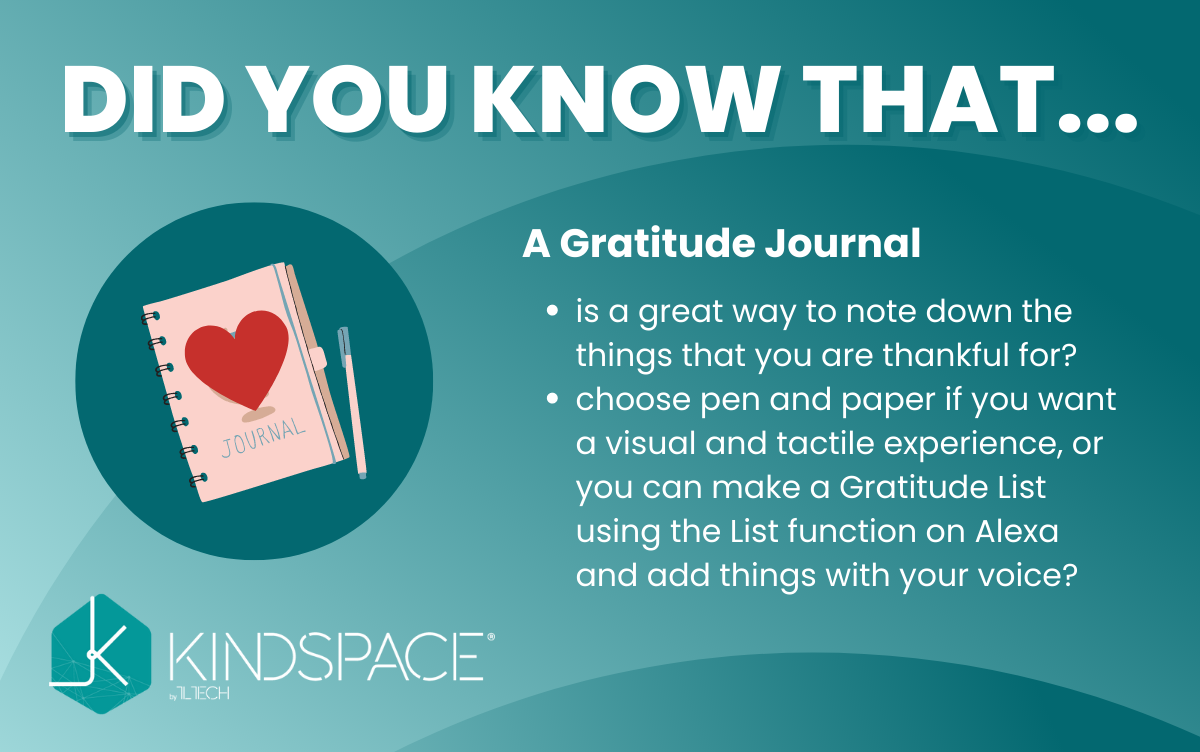 DID YOU KNOW THAT...
A Gratitude Journal
• is a great way to note down the
things that you are thankful for?
• choose pen and paper if you want
a visual and tactile experience, or
you can make a Gratitude List
using the List function on Alexa
and add things with your voice?
JOURNAL
KINDSPACE®
by 1L1TECH